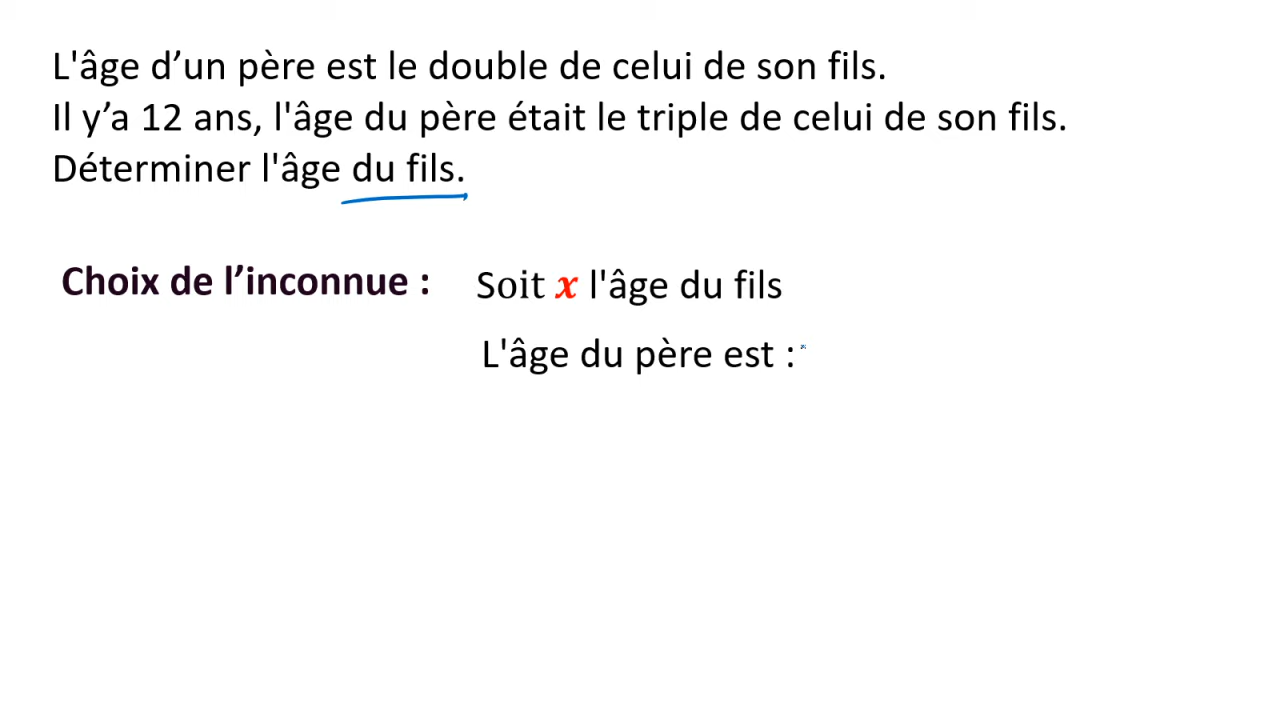 L'âge d’un père est le double de celui de son fils.
Il y’a 12 ans, l'âge du père était le triple de celui de son fils.
Déterminer l'âge du fils.
Choix de l’inconnue : Soit x l'âge du fils
L'âge du père est :